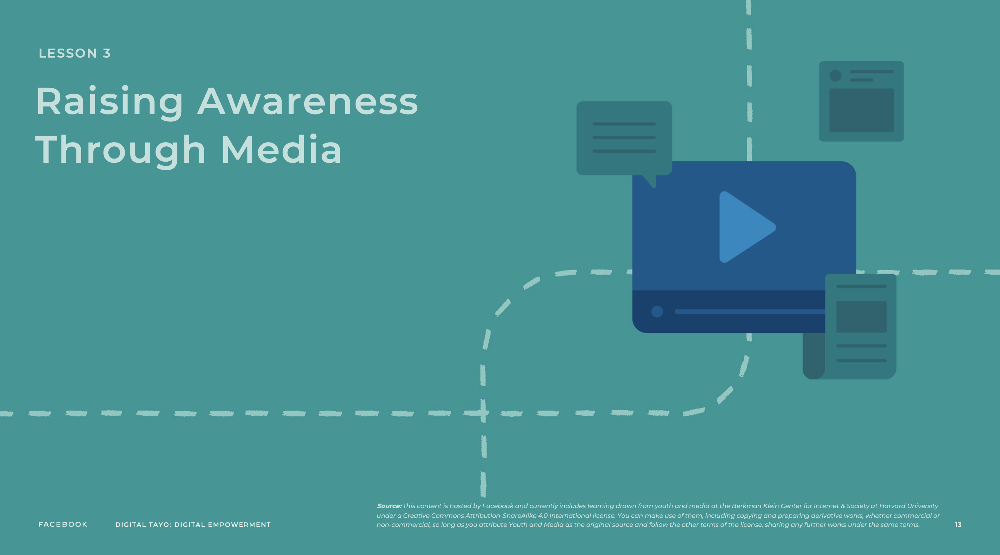 LESSON 3
Raising Awareness
Through Media
Source: This content is hosted by Facebook and currently includes learning drawn from youth and media at the Berkman Klein Center for Internet & Society at Harvard University
under a Creative Commons Attribution-ShareAlike 4.0 International license. You can make use of them, including copying and preparing derivative works, whether commercial or
non-commercial, so long as you attribute Youth and Media as the original source and follow the other terms of the license, sharing any further works under the same terms.
FACEBOOK
DIGITAL TAYO: DIGITAL EMPOWERMENT
13